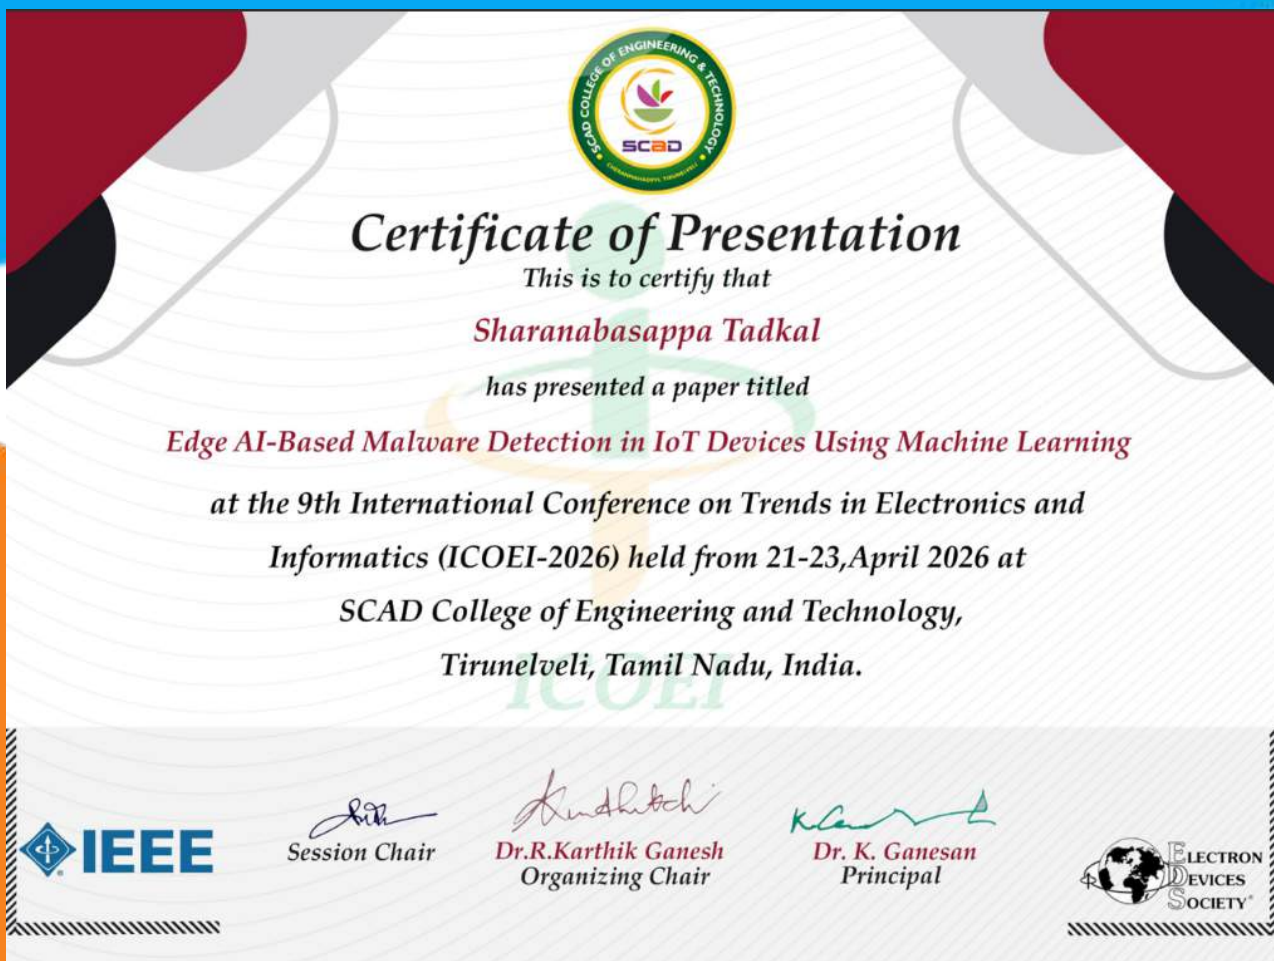 SCAD COLLEGE OF ENGINEERING & TECHNOLOGY
SCAD
CHERANMAHADEVI, TIRUNELVELI
Certificate of Presentation
This is to certify that
Sharanabasappa Tadkal
has presented a paper titled
Edge AI-Based Malware Detection in IoT Devices Using Machine Learning
at the 9th International Conference on Trends in Electronics and
Informatics (ICOEI-2026) held from 21-23,April 2026 at
SCAD College of Engineering and Technology,
Tirunelveli, Tamil Nadu, India.
ICOEI
IEEE
Session Chair
Dr.R.Karthik Ganesh
Organizing Chair
Dr. K. Ganesan
Principal
ELECTRON
DEVICES
SOCIETY®